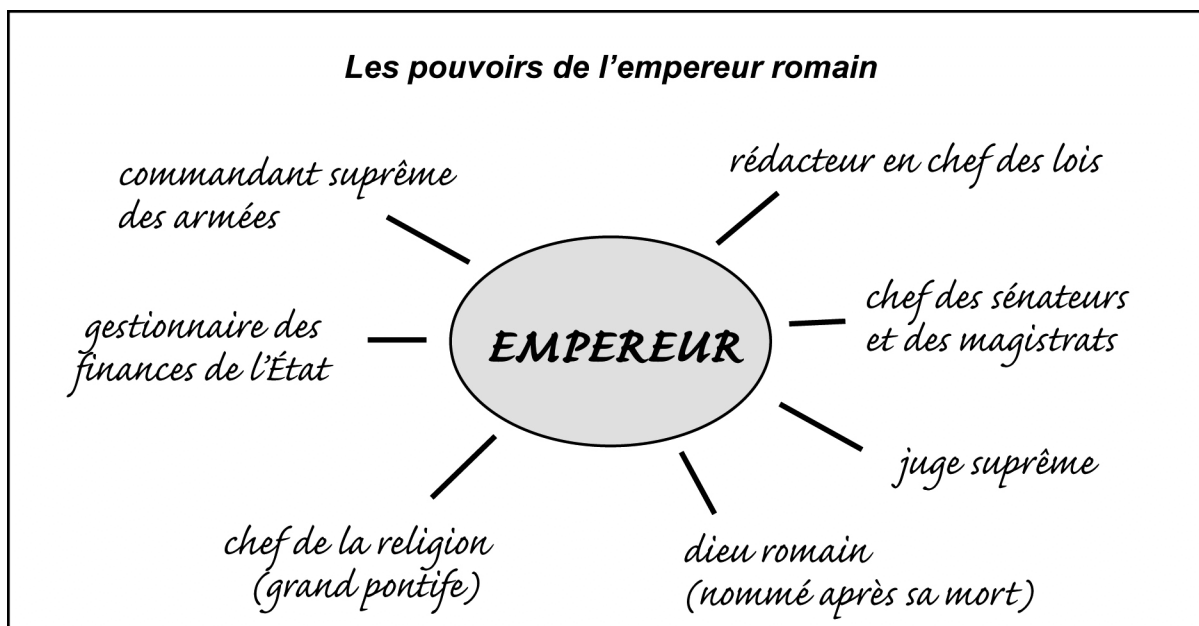 Les pouvoirs de l’empereur romain
commandant suprême
des armées
rédacteur en chef des lois
gestionnaire des
finances de l’État
EMPEREUR
chef des sénateurs
et des magistrats
juge suprême
chef de la religion
(grand pontife)
dieu romain
(nommé après sa mort)